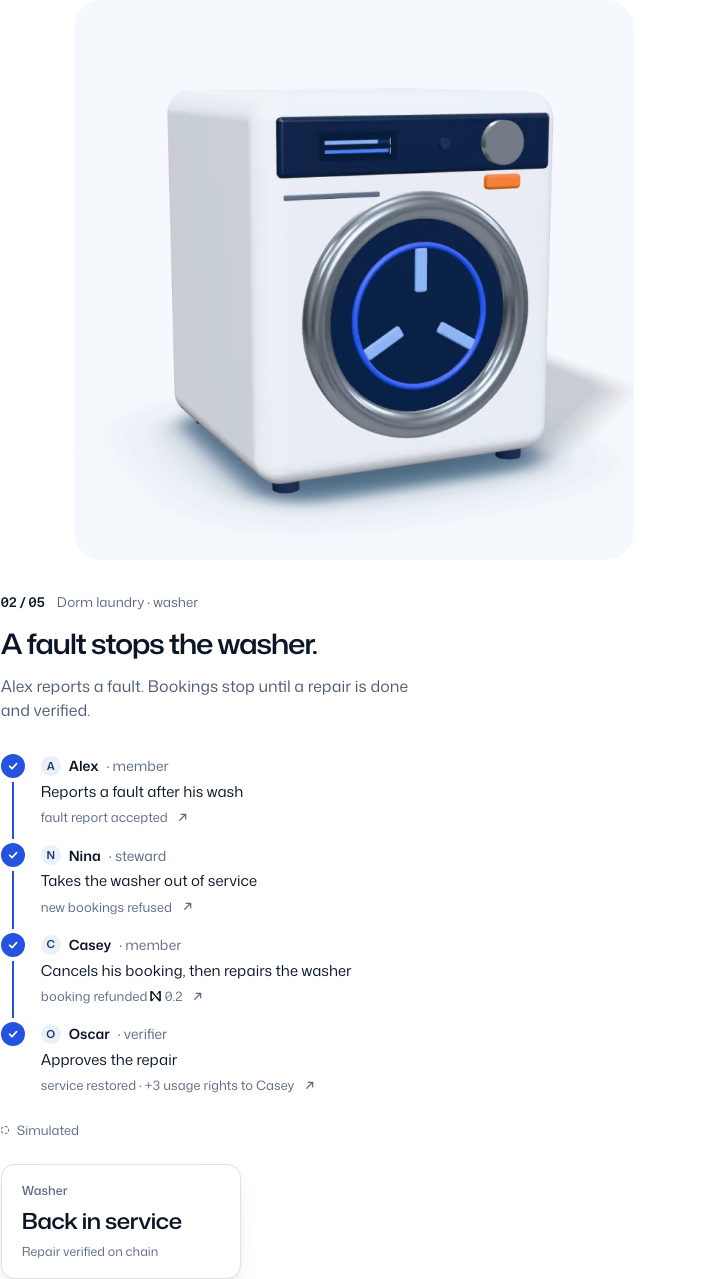 02 / 05 Dorm laundry · washer
A fault stops the washer.
Alex reports a fault. Bookings stop until a repair is done
and verified.
A Alex · member
Reports a fault after his wash
fault report accepted ↗
N Nina · steward
Takes the washer out of service
new bookings refused ↗
C Casey · member
Cancels his booking, then repairs the washer
booking refunded 0.2 ↗
O Oscar · verifier
Approves the repair
service restored · +3 usage rights to Casey ↗
Simulated
Washer
Back in service
Repair verified on chain